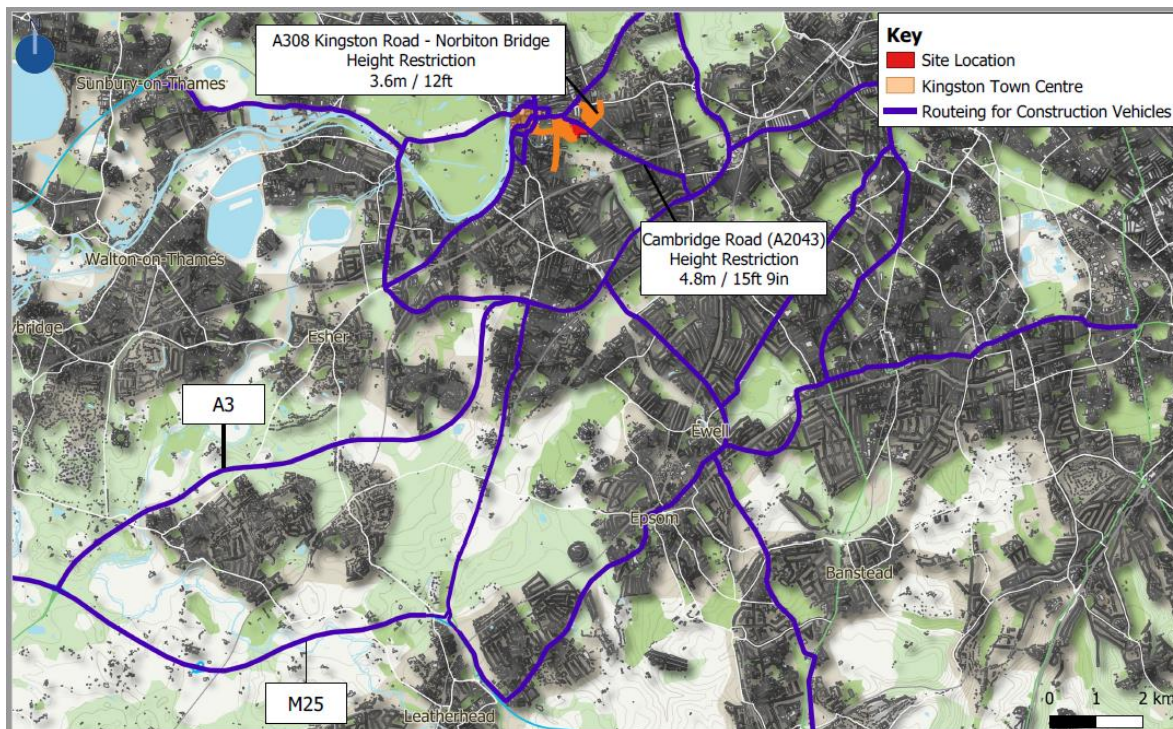 A308 Kingston Road - Norbiton Bridge
Height Restriction
3.6m / 12ft
Key
Site Location
Kingston Town Centre
Routeing for Construction Vehicles
Sunbury-on-Thames
Cambridge Road (A2043)
Height Restriction
4.8m / 15ft 9in
Walton-on-Thames
ybridge
Esher
A3
Ewell
Epsom
Banstead
M25
Leatherhead
0 1 2 km